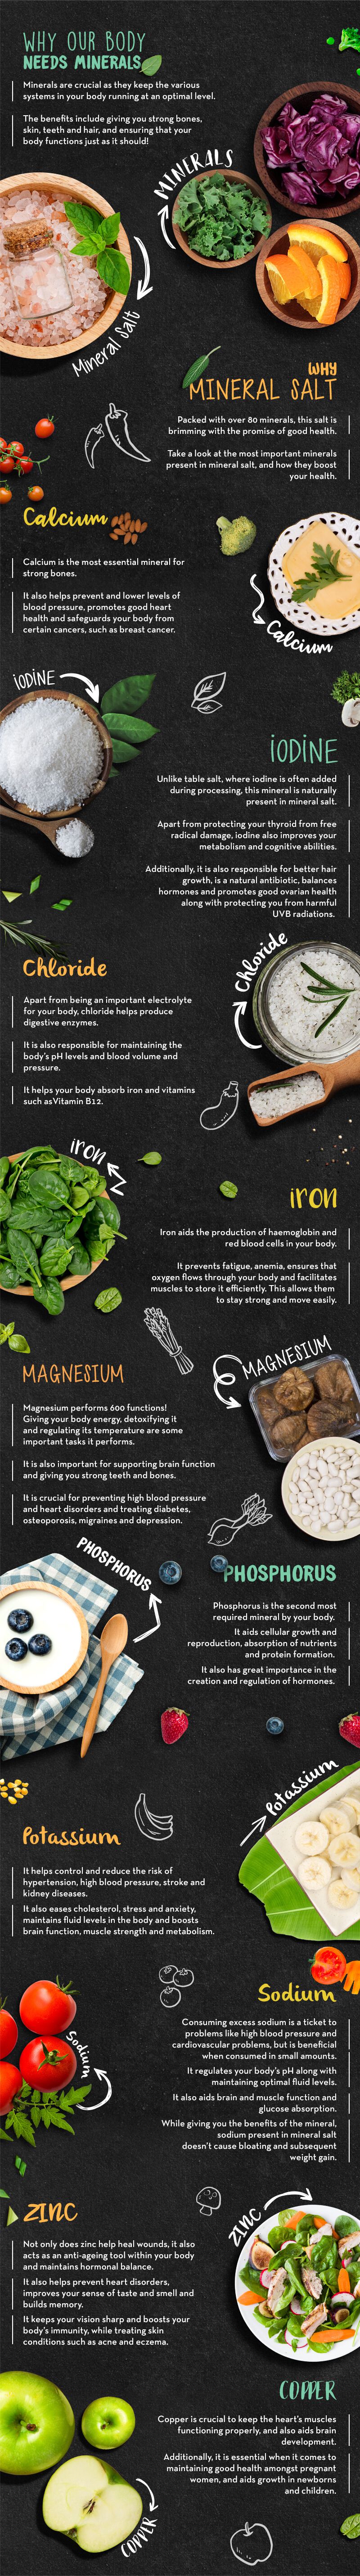 WHY OUR BODY
NEEDS MINERALS
Minerals are crucial as they keep the various
systems in your body running at an optimal level.
The benefits include giving you strong bones,
skin, teeth and hair, and ensuring that your
body functions just as it should!
MINERALS
Mineral Salt
WHY
MINERAL SALT
Packed with over 80 minerals, this salt is
brimming with the promise of good health.
Take a look at the most important minerals
present in mineral salt, and how they boost
your health.
Calcium
Calcium is the most essential mineral for
strong bones.
It also helps prevent and lower levels of
blood pressure, promotes good heart
health and safeguards your body from
certain cancers, such as breast cancer.
Calcium
IODINE
IODINE
Unlike table salt, where iodine is often added
during processing, this mineral is naturally
present in mineral salt.
Apart from protecting your thyroid from free
radical damage, iodine also improves your
metabolism and cognitive abilities.
Additionally, it is also responsible for better hair
growth, is a natural antibiotic, balances
hormones and promotes good ovarian health
along with protecting you from harmful
UVB radiations.
Chloride
Chloride
Apart from being an important electrolyte
for your body, chloride helps produce
digestive enzymes.
It is also responsible for maintaining the
body's pH levels and blood volume and
pressure.
It helps your body absorb iron and vitamins
such as Vitamin B12.
iron
iron
Iron aids the production of haemoglobin and
red blood cells in your body.
It prevents fatigue, anemia, ensures that
oxygen flows through your body and facilitates
muscles to store it efficiently. This allows them
to stay strong and move easily.
MAGNESIUM
MAGNESIUM
Magnesium performs 600 functions!
Giving your body energy, detoxifying it
and regulating its temperature are some
important tasks it performs.
It is also important for supporting brain function
and giving you strong teeth and bones.
It is crucial for preventing high blood pressure
and heart disorders and treating diabetes,
osteoporosis, migraines and depression.
PHOSPHORUS
PHOSPHORUS
Phosphorus is the second most
required mineral by your body.
It aids cellular growth and
reproduction, absorption of nutrients
and protein formation.
It also has great importance in the
creation and regulation of hormones.
Potassium
Potassium
It helps control and reduce the risk of
hypertension, high blood pressure, stroke and
kidney diseases.
It also eases cholesterol, stress and anxiety,
maintains fluid levels in the body and boosts
brain function, muscle strength and metabolism.
Sodium
Sodium
Consuming excess sodium is a ticket to
problems like high blood pressure and
cardiovascular problems, but is beneficial
when consumed in small amounts.
It regulates your body's pH along with
maintaining optimal fluid levels.
It also aids brain and muscle function and
glucose absorption.
While giving you the benefits of the mineral,
sodium present in mineral salt
doesn't cause bloating and subsequent
weight gain.
ZINC
ZINC
Not only does zinc help heal wounds, it also
acts as an anti-ageing tool within your body
and maintains hormonal balance.
It also helps prevent heart disorders,
improves your sense of taste and smell and
builds memory.
It keeps your vision sharp and boosts your
body's immunity, while treating skin
conditions such as acne and eczema.
COPPER
Copper is crucial to keep the heart's muscles
functioning properly, and also aids brain
development.
Additionally, it is essential when it comes to
maintaining good health amongst pregnant
women, and aids growth in newborns
and children.
COPPER